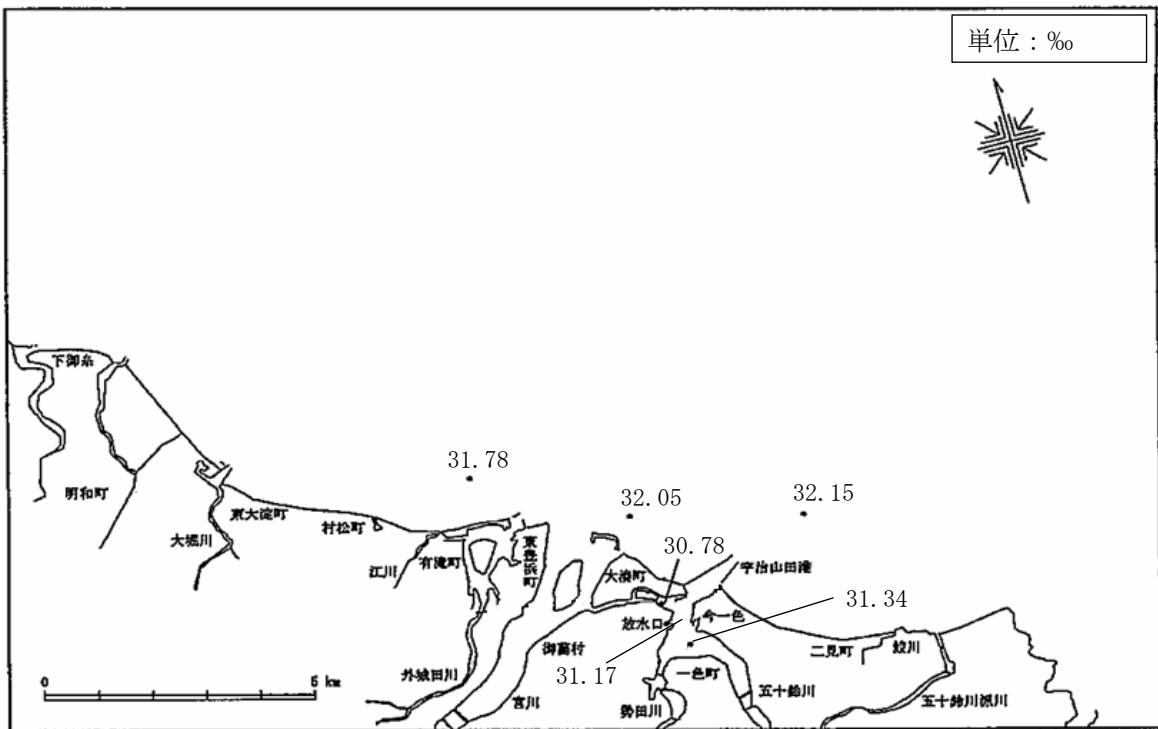 単位：‰
下御糸
31.78
32.05
32.15
明和町
東大淀町
村松町
大堀川
江川
有滝町
東豊浜町
大湊町
30.78
宇治山田港
31.34
放水口
今一色
御薗村
31.17
二見町
鮫川
外城田川
一色町
宮川
勢田川
五十鈴川
五十鈴川派川
0
5 km